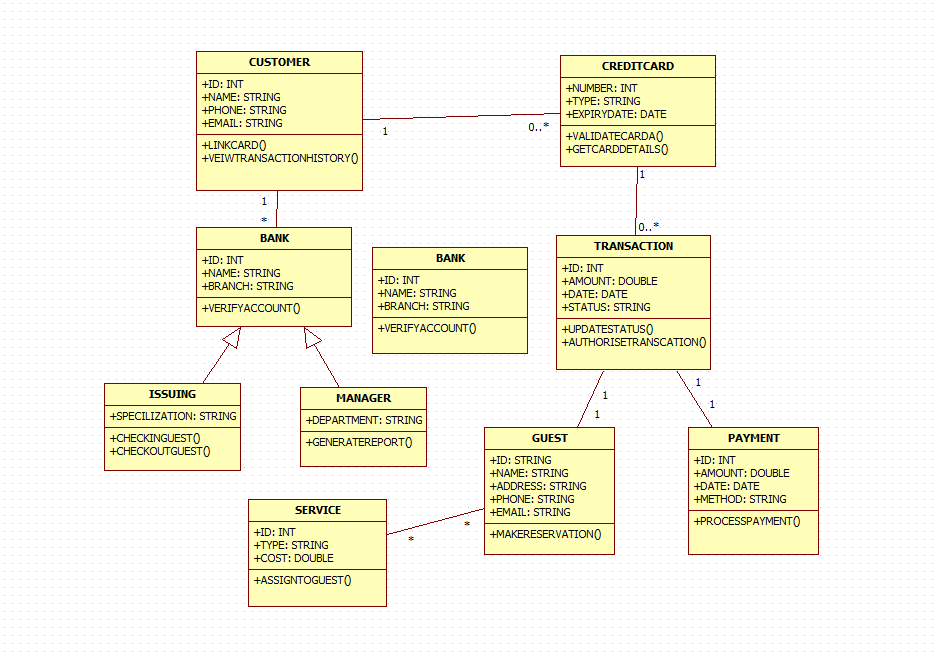 CUSTOMER
+ID: INT
+NAME: STRING
+PHONE: STRING
+EMAIL: STRING
+LINKCARD()
+VEIWTRANSACTIONHISTORY()
1
0..*
CREDITCARD
+NUMBER: INT
+TYPE: STRING
+EXPIRYDATE: DATE
+VALIDATECARDA()
+GETCARDDETAILS()
1
*
1
0..*
BANK
+ID: INT
+NAME: STRING
+BRANCH: STRING
+VERIFYACCOUNT()
BANK
+ID: INT
+NAME: STRING
+BRANCH: STRING
+VERIFYACCOUNT()
TRANSACTION
+ID: INT
+AMOUNT: DOUBLE
+DATE: DATE
+STATUS: STRING
+UPDATESTATUS()
+AUTHORISETRANSCATION()
ISSUING
+SPECILIZATION: STRING
+CHECKINGUEST()
+CHECKOUTGUEST()
MANAGER
+DEPARTMENT: STRING
+GENERATEREPORT()
1
1
1
1
GUEST
+ID: STRING
+NAME: STRING
+ADDRESS: STRING
+PHONE: STRING
+EMAIL: STRING
+MAKERESERVATION()
PAYMENT
+ID: INT
+AMOUNT: DOUBLE
+DATE: DATE
+METHOD: STRING
+PROCESSPAYMENT()
SERVICE
+ID: INT
+TYPE: STRING
+COST: DOUBLE
+ASSIGNTOGUEST()
*
*